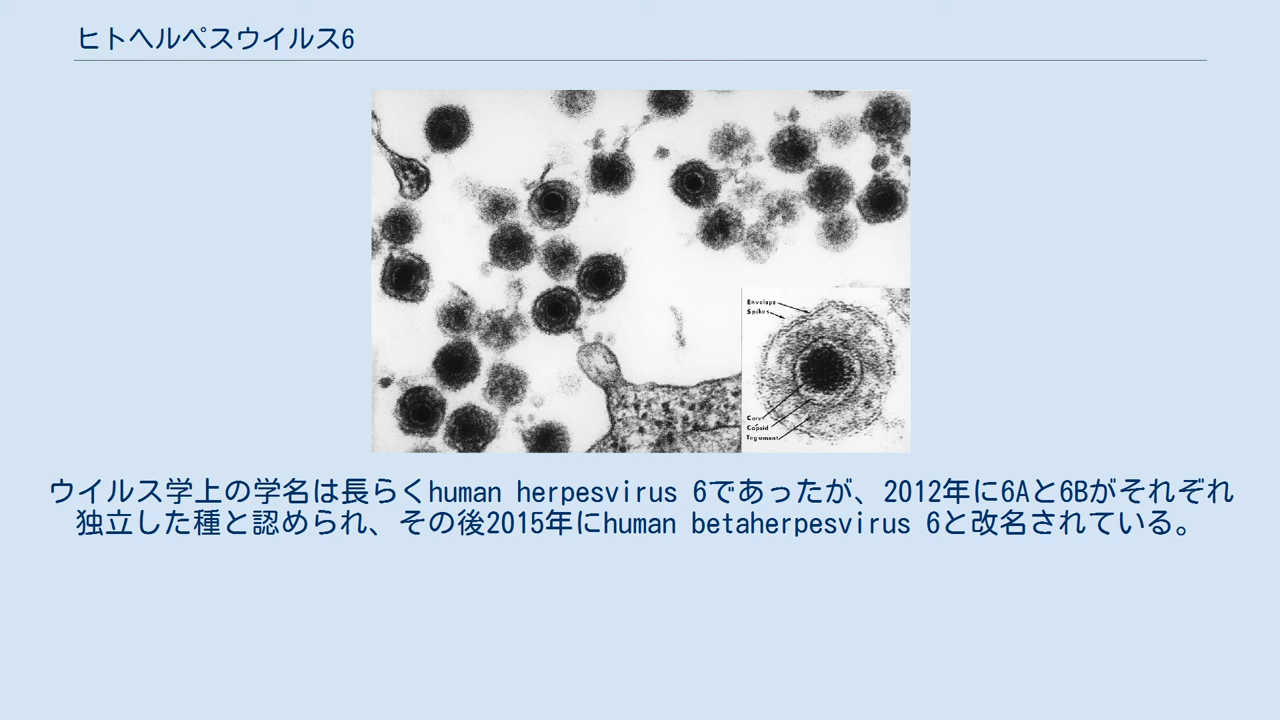 ヒトヘルペスウイルス6
Envelope
Spikes
Core
Capsid
Tegument
ウイルス学上の学名は長らくhuman herpesvirus 6であったが、2012年に6Aと6Bがそれぞれ
独立した種と認められ、その後2015年にhuman betaherpesvirus 6と改名されている。